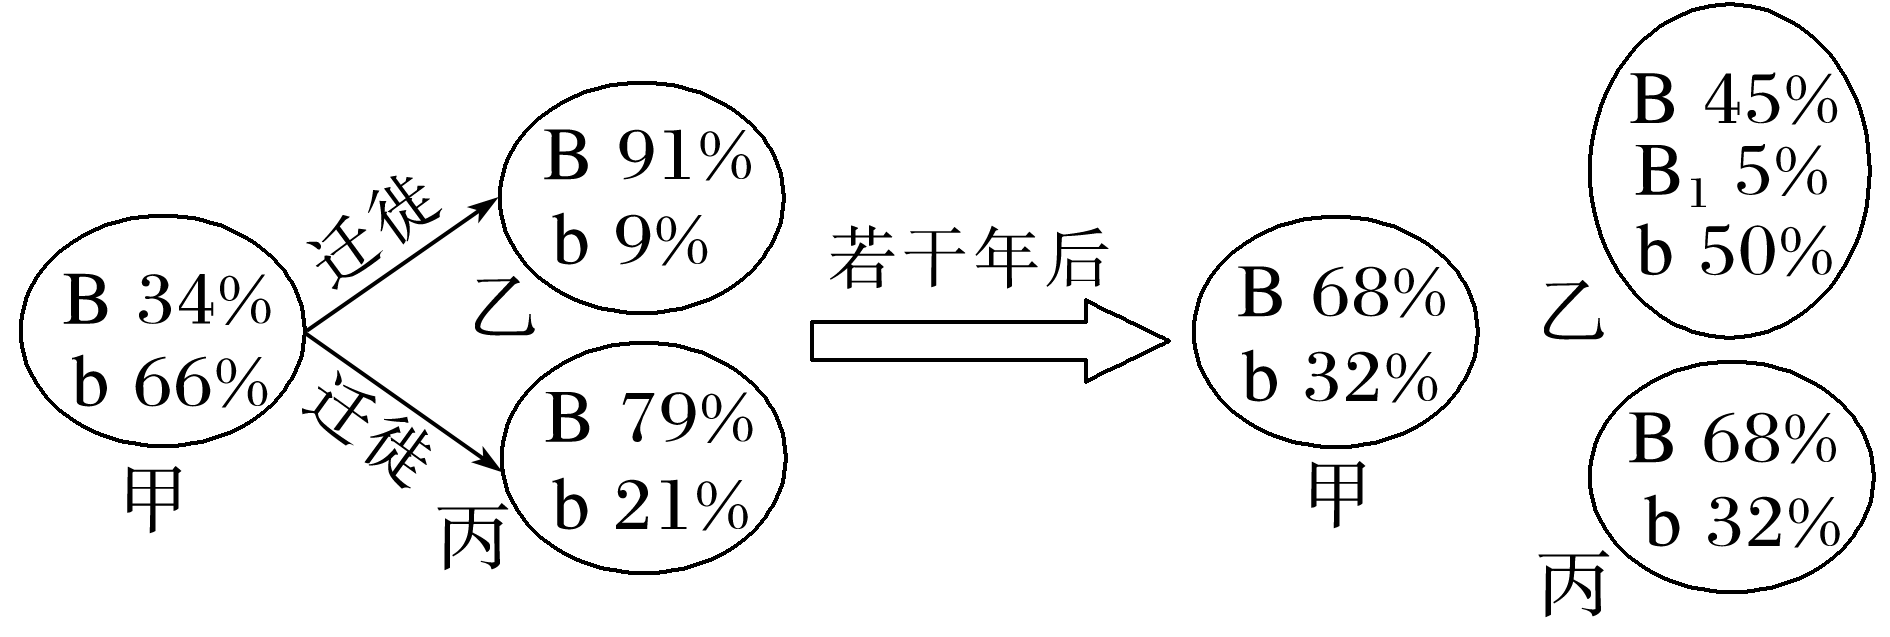 B 34%
b 66%
甲
迁徙
迁徙
B 91%
b 9%
乙
B 79%
b 21%
丙
若干年后
B 68%
b 32%
甲
B 45%
B₁ 5%
b 50%
乙
B 68%
b 32%
丙